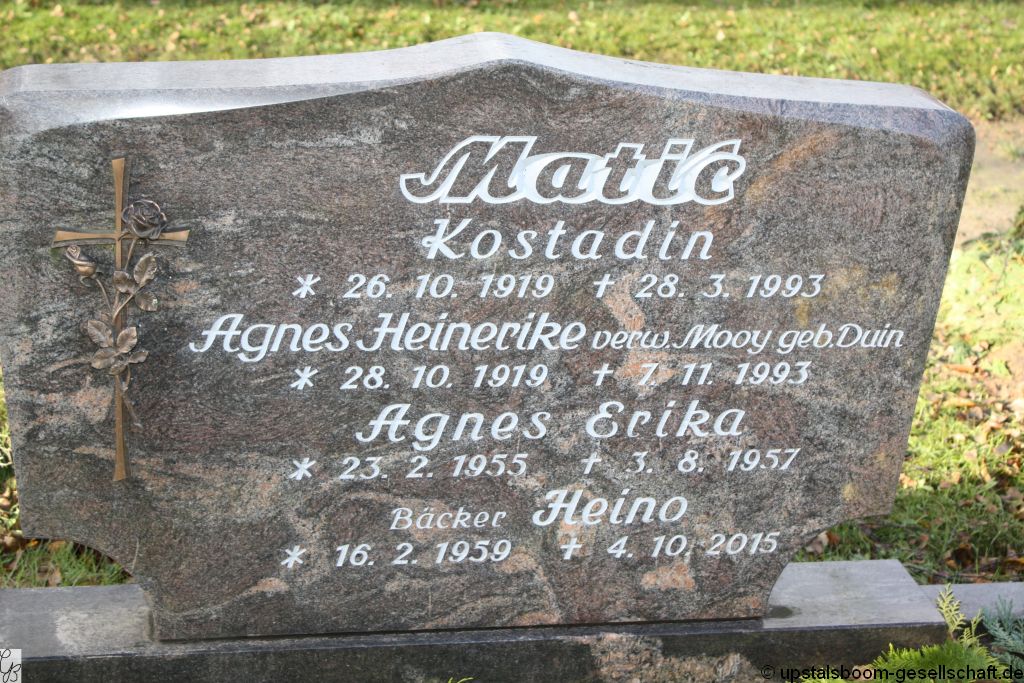 Matic
Kostadin
* 26. 10. 1919 † 28. 3. 1993
Agnes Heinerike verw. Mooy geb. Duin
* 28. 10. 1919 † 7. 11. 1993
Agnes Erika
* 23. 2. 1955 † 3. 8. 1957
Bäcker Heino
* 16. 2. 1959 † 4. 10. 2015
© upstalsboom-gesellschaft.de